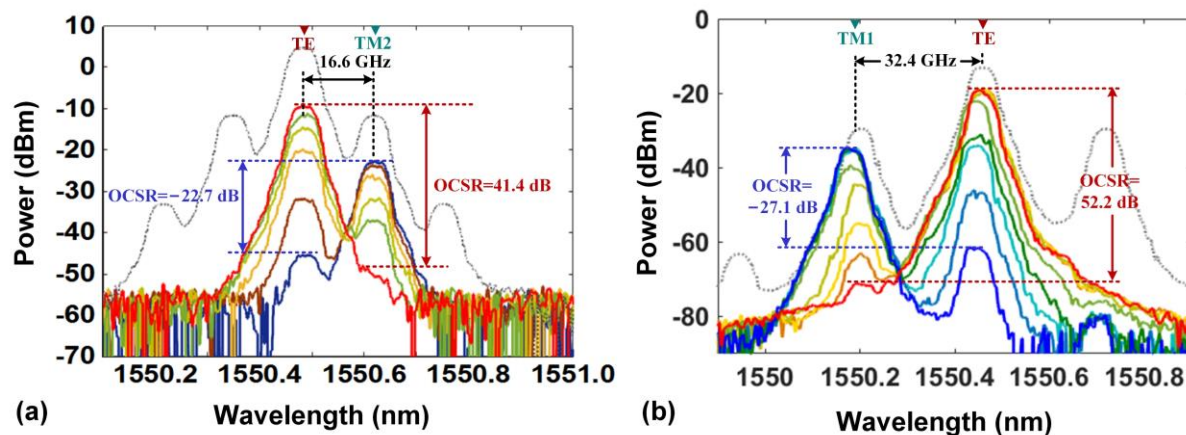 10
0
-10
-20
-30
-40
-50
-60
-70
Power (dBm)
TE
TM2
16.6 GHz
OCSR=−22.7 dB
OCSR=41.4 dB
1550.2
1550.4
1550.6
1550.8
1551.0
Wavelength (nm)
(a)
0
-20
-40
-60
-80
Power (dBm)
TM1
TE
32.4 GHz
OCSR=
−27.1 dB
OCSR=
52.2 dB
1550
1550.2
1550.4
1550.6
1550.8
Wavelength (nm)
(b)